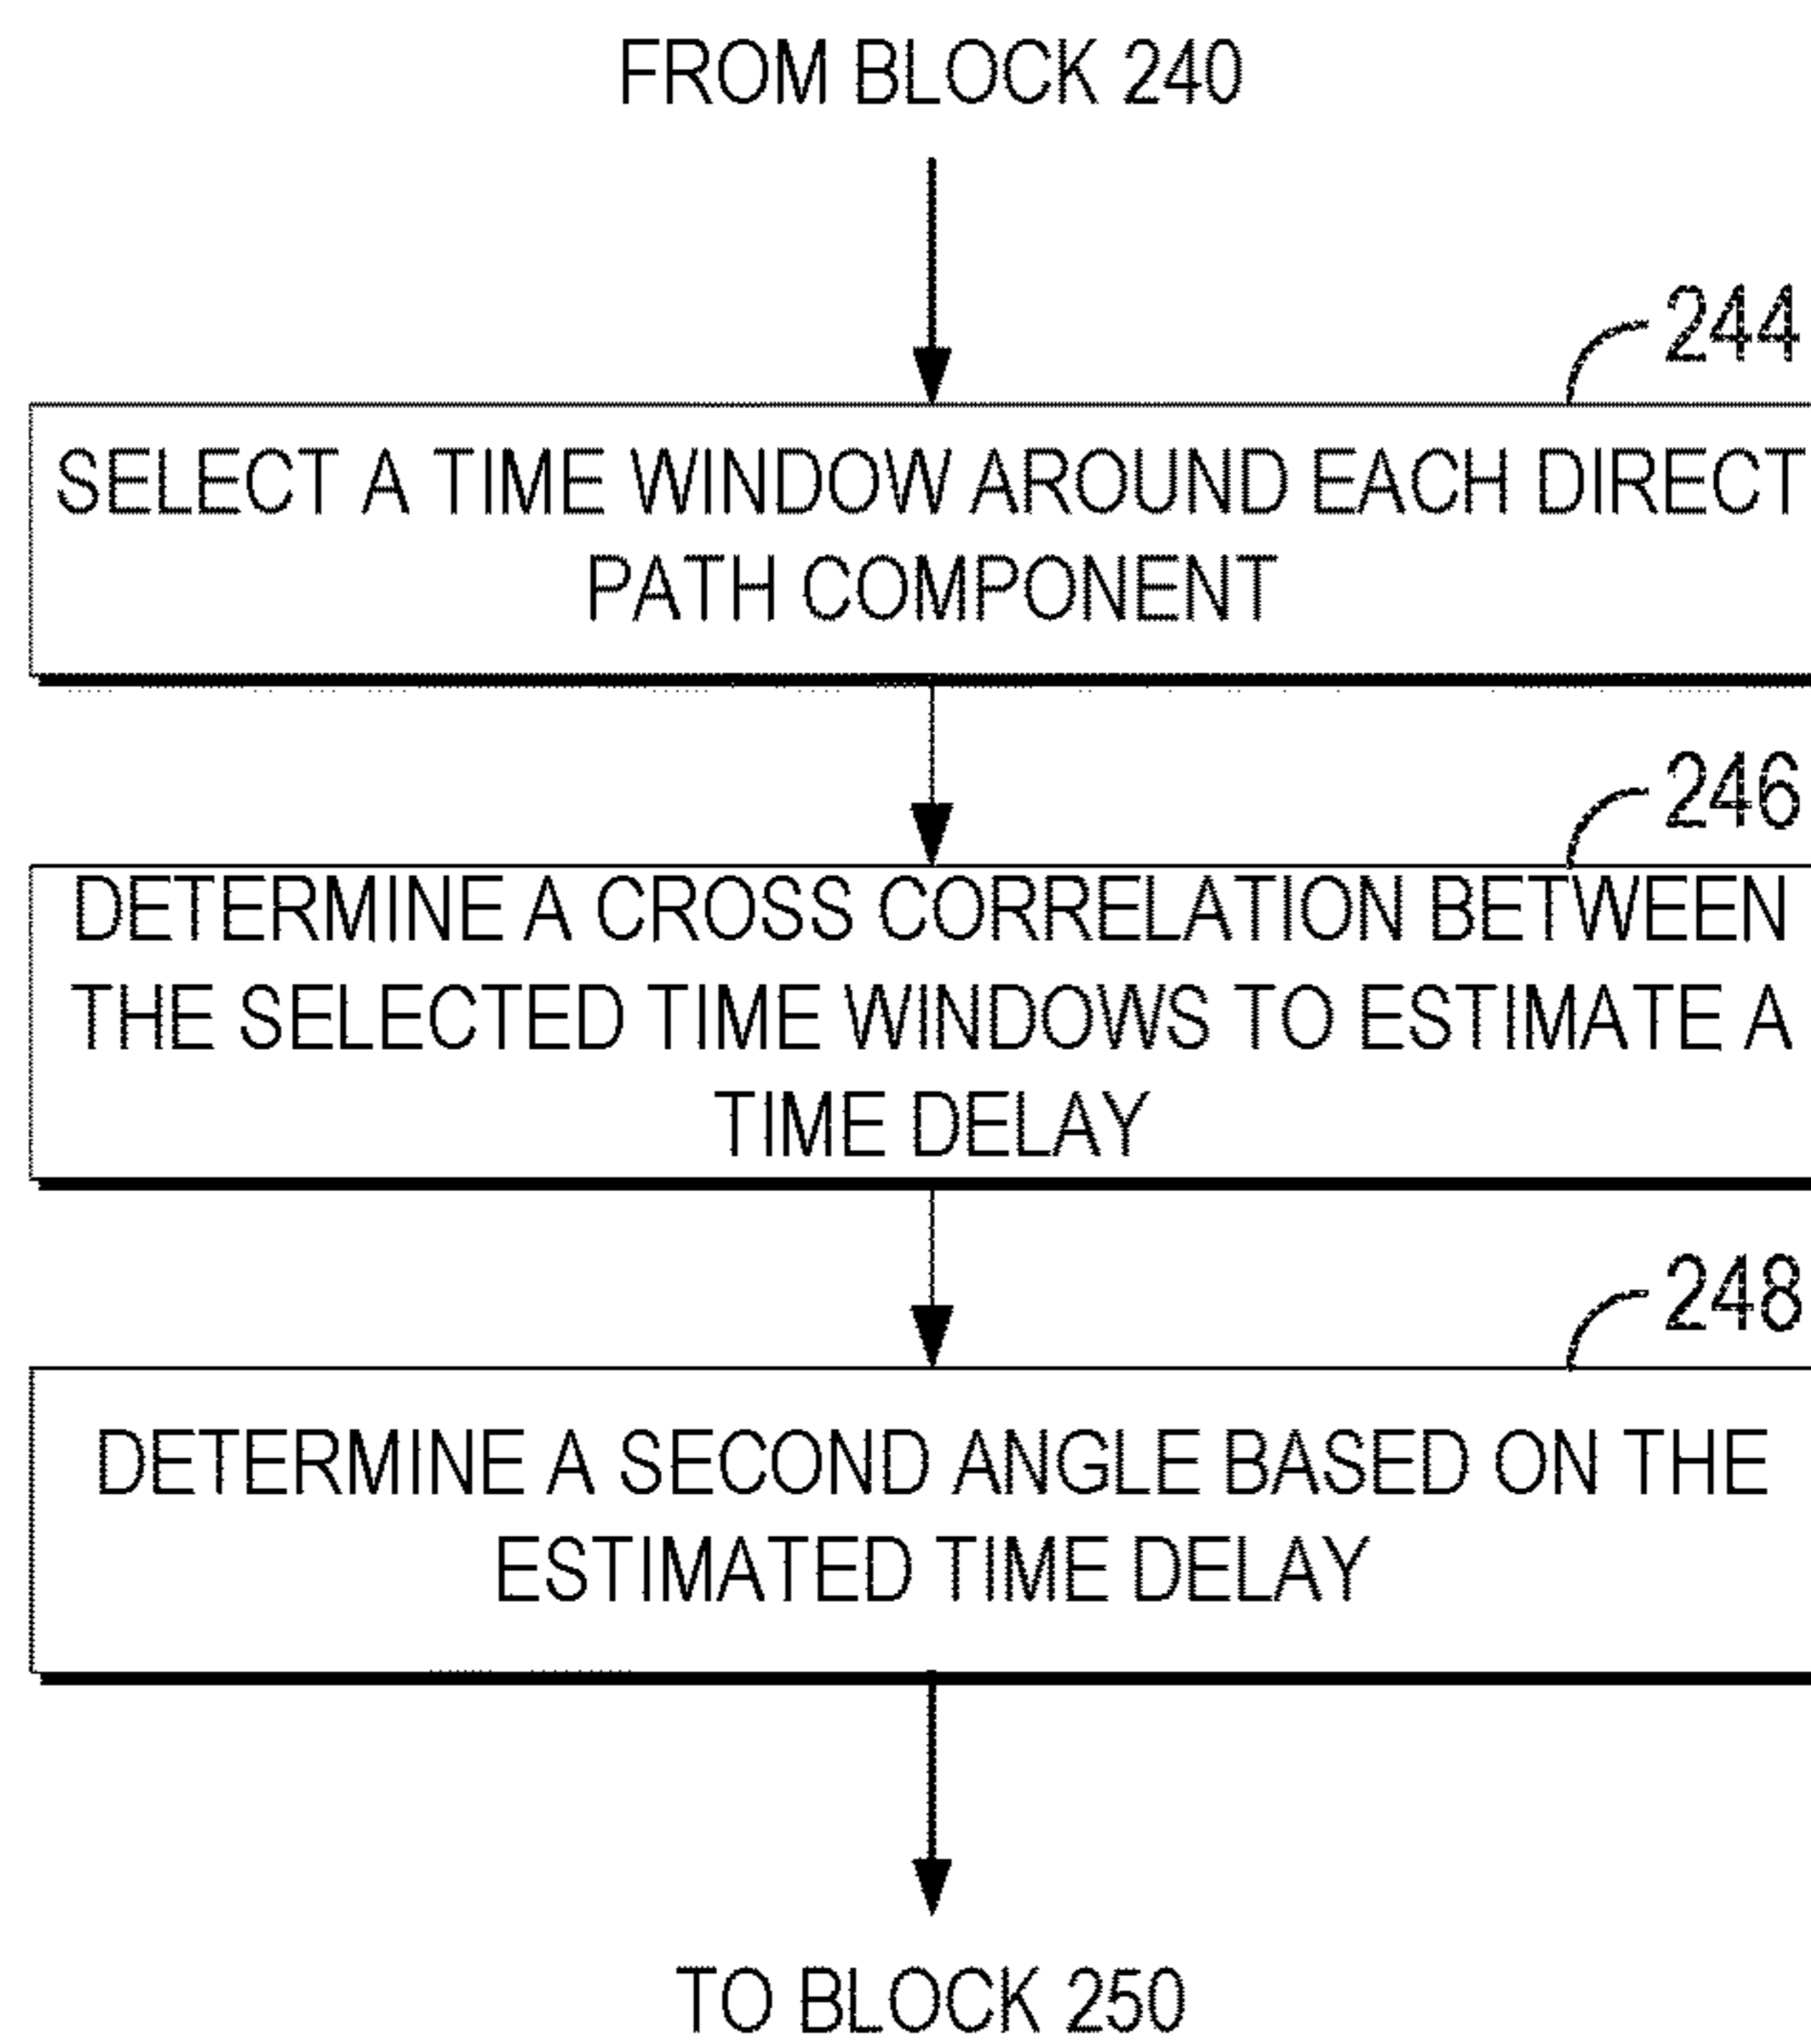 FROM BLOCK 240
244
SELECT A TIME WINDOW AROUND EACH DIRECT
PATH COMPONENT
246
DETERMINE A CROSS CORRELATION BETWEEN
THE SELECTED TIME WINDOWS TO ESTIMATE A
TIME DELAY
248
DETERMINE A SECOND ANGLE BASED ON THE
ESTIMATED TIME DELAY
TO BLOCK 250